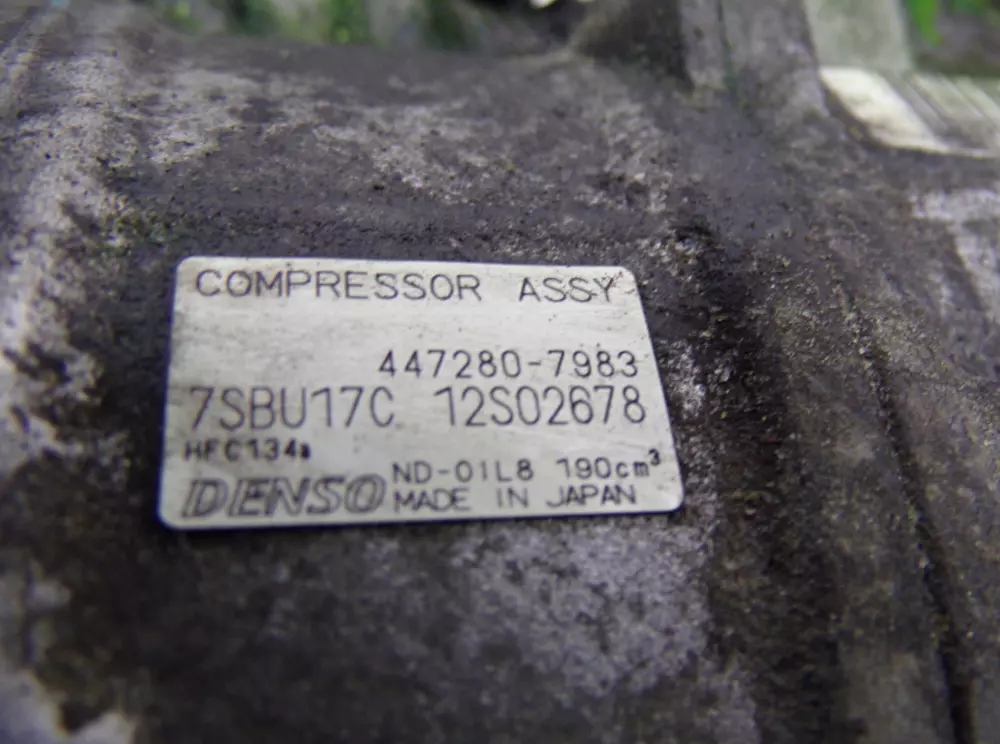 COMPRESSOR ASSY
447280-7983
7SBU17C 12S02678
HFC134a
ND-OIL8 190cm³
DENSO MADE IN JAPAN